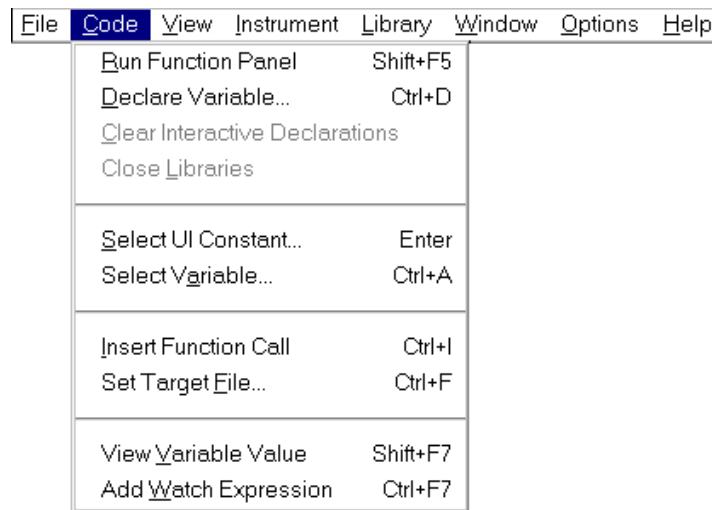 File Code View Instrument Library Window Options Help
Run Function Panel Shift+F5
Declare Variable... Ctrl+D
Clear Interactive Declarations
Close Libraries
Select UI Constant... Enter
Select Variable... Ctrl+A
Insert Function Call Ctrl+I
Set Target File... Ctrl+F
View Variable Value Shift+F7
Add Watch Expression Ctrl+F7